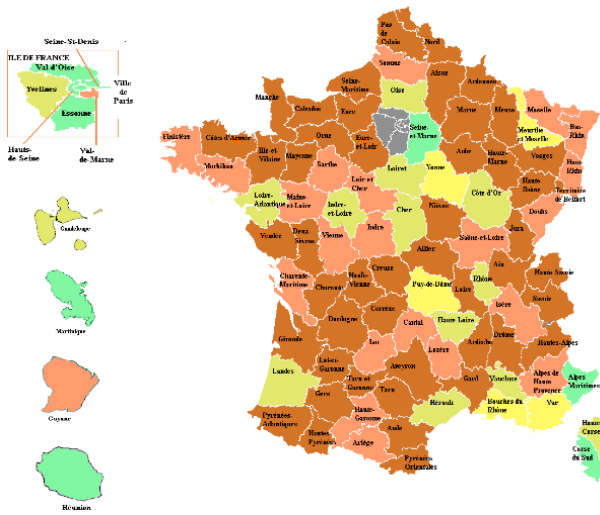 Seine-St-Denis
ILE DE FRANCE
Val d'Oise
Yvelines
Ville
de
Paris
Essonne
Hauts-
de Seine
Val-
de-Marne
Guadeloupe
Martinique
Guyane
Réunion
Pas
de
Calais
Nord
Somme
Seine-
Maritime
Oise
Aisne
Ardennes
Manche
Calvados
Eure
Seine-
et-Marne
Marne
Meuse
Moselle
Meurthe
et Moselle
Bas-
Rhin
Finistère
Côtes d'Armor
Ille-et
Vilaine
Mayenne
Orne
Eure-
et-Loir
Aube
Haute-
Marne
Vosges
Haut-
Rhin
Morbihan
Sarthe
Loir et
Cher
Loiret
Yonne
Côte d'Or
Haute
Saône
Territoire
de Belfort
Loire-
Atlantique
Maine-
et-Loire
Indre-
et-Loire
Cher
Nièvre
Doubs
Vendée
Deux
Sèvres
Vienne
Indre
Allier
Saône-et-Loire
Jura
Charente-
Maritime
Charente
Haute-
Vienne
Creuse
Puy-de-Dôme
Loire
Rhône
Ain
Haute Savoie
Corrèze
Isère
Savoie
Dordogne
Cantal
Haute-Loire
Gironde
Lot
Lozère
Ardèche
Drôme
Hautes-Alpes
Landes
Lot-et-
Garonne
Tarn et
Garonne
Aveyron
Gard
Vaucluse
Alpes de
Haute
Provence
Alpes
Maritimes
Gers
Tarn
Hérault
Bouches du
Rhône
Var
Pyrénées-
Atlantiques
Hautes
Pyrénées
Haute-
Garonne
Ariège
Aude
Pyrénées
Orientales
Haute
Corse
Corse
du Sud